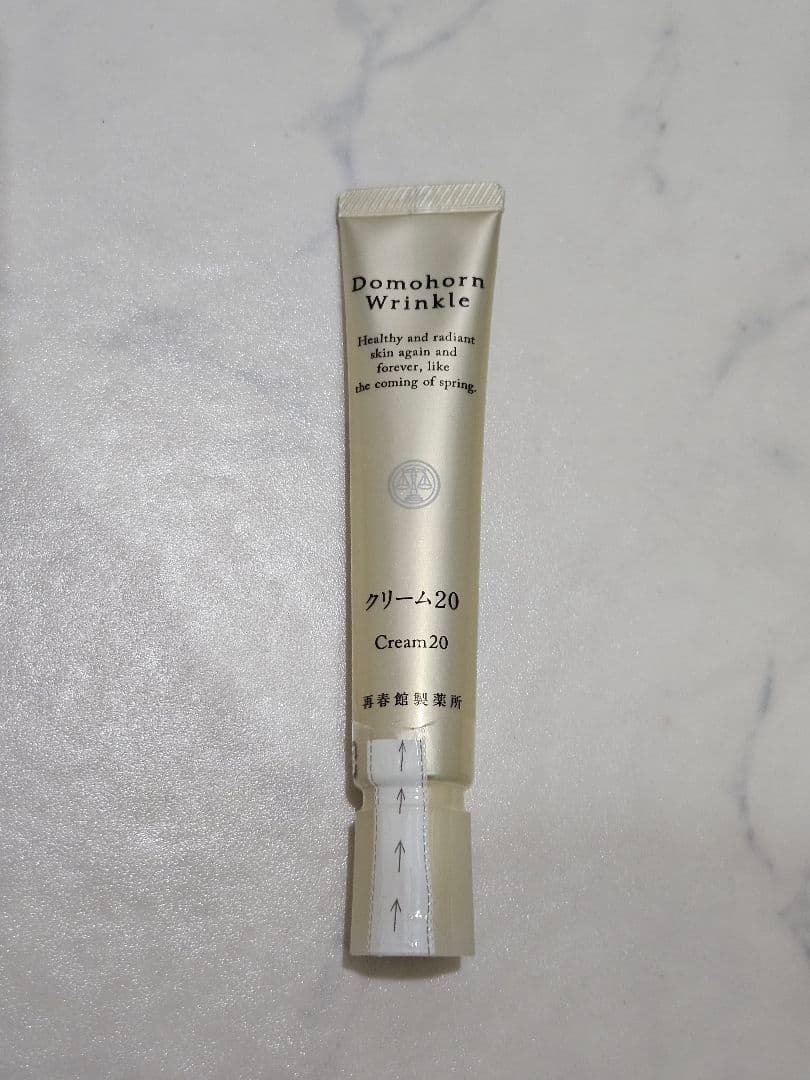 Domohorn
Wrinkle
Healthy and radiant
skin again and
forever, like
the coming of spring.
クリーム20
Cream20
再春館製薬所